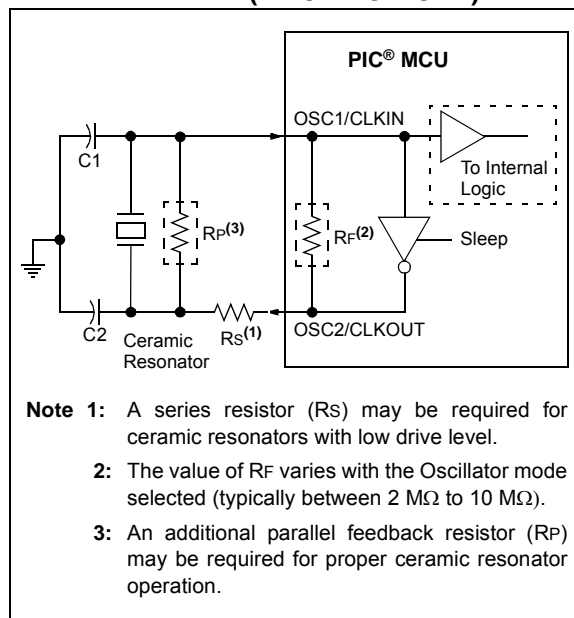 PIC® MCU
OSC1/CLKIN
C1
To Internal
Logic
RP(3)
RF(2)
Sleep
C2
Ceramic
Resonator
RS(1)
OSC2/CLKOUT
Note 1: A series resistor (RS) may be required for
ceramic resonators with low drive level.
2: The value of RF varies with the Oscillator mode
selected (typically between 2 MΩ to 10 MΩ).
3: An additional parallel feedback resistor (RP)
may be required for proper ceramic resonator
operation.